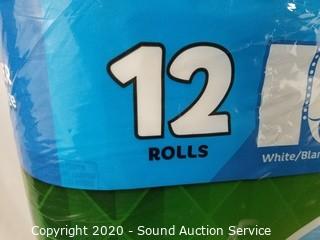 12
ROLLS
White/Blan
Copyright 2020 - Sound Auction Service